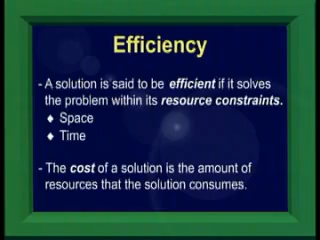 Efficiency
- A solution is said to be efficient if it solves
the problem within its resource constraints.
♦ Space
♦ Time
- The cost of a solution is the amount of
resources that the solution consumes.